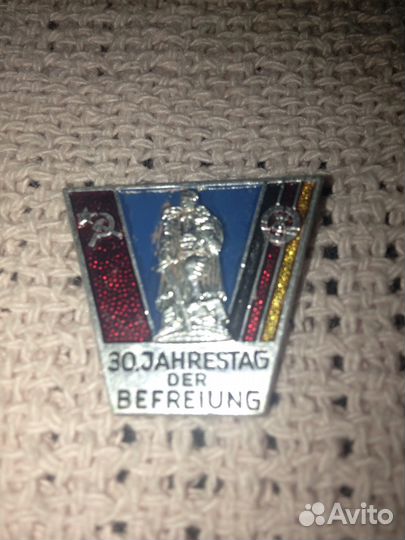 30. JAHRESTAG
DER
BEFREIUNG
Avito